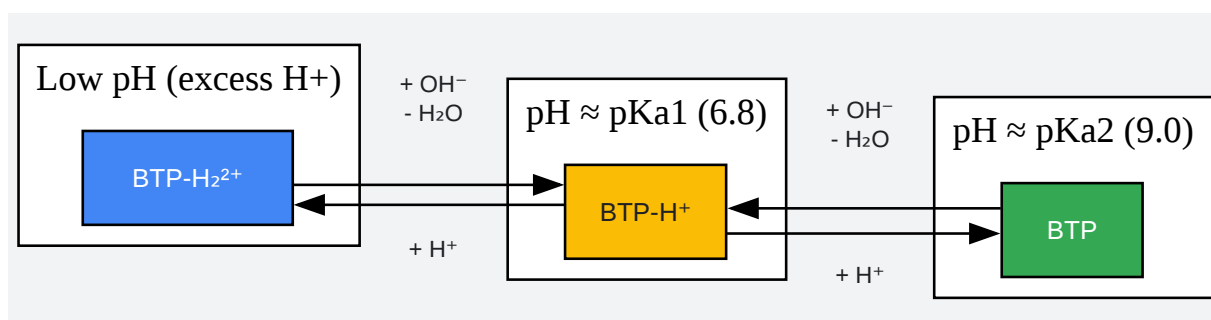 Low pH (excess H+)
BTP-H₂²⁺
+ OH⁻
- H₂O
+ H⁺
pH ≈ pKa1 (6.8)
BTP-H⁺
+ OH⁻
- H₂O
+ H⁺
pH ≈ pKa2 (9.0)
BTP